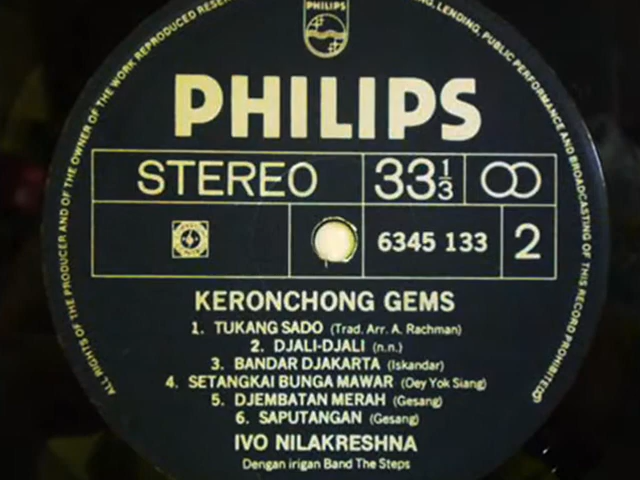 PHILIPS
PHILIPS
STEREO 33 1/3
6345 133 2
KERONCHONG GEMS
1. TUKANG SADO (Trad. Arr. A. Rachman)
2. DJALI-DJALI (n.n.)
3. BANDAR DJAKARTA (Iskandar)
4. SETANGKAI BUNGA MAWAR (Oey Yok Siang)
5. DJEMBATAN MERAH (Gesang)
6. SAPUTANGAN (Gesang)
IVO NILAKRESHNA
Dengan irigan Band The Steps
ALL RIGHTS OF THE PRODUCER AND OF THE OWNER OF THE WORK REPRODUCED
LENDING, PUBLIC PERFORMANCE AND BROADCASTING OF THIS RECORD PROHIBITED